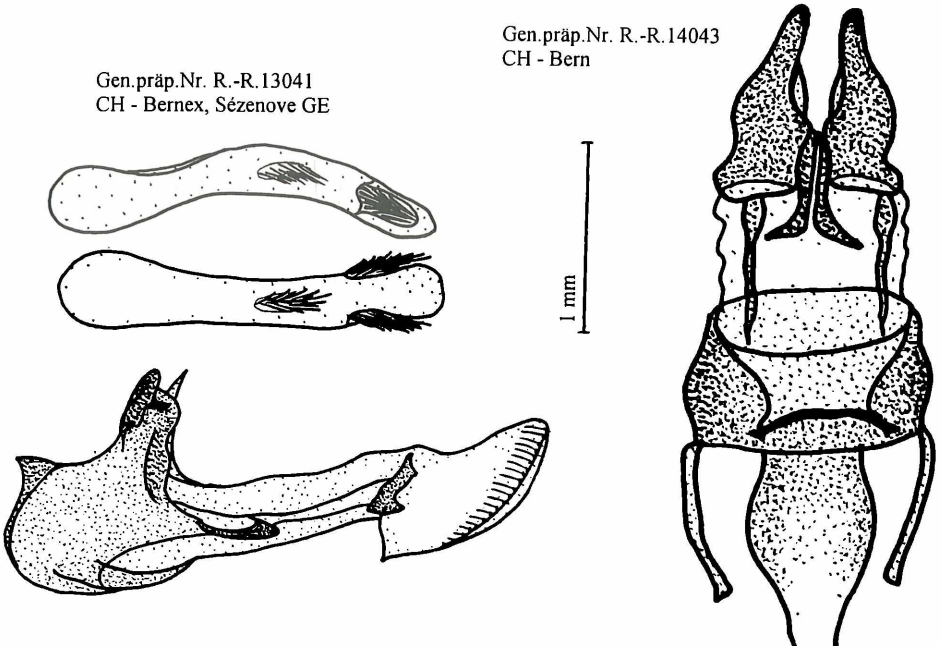 Gen.präp.Nr. R.-R.13041
CH - Bernex, Sézenove GE
Gen.präp.Nr. R.-R.14043
CH - Bern
1 mm